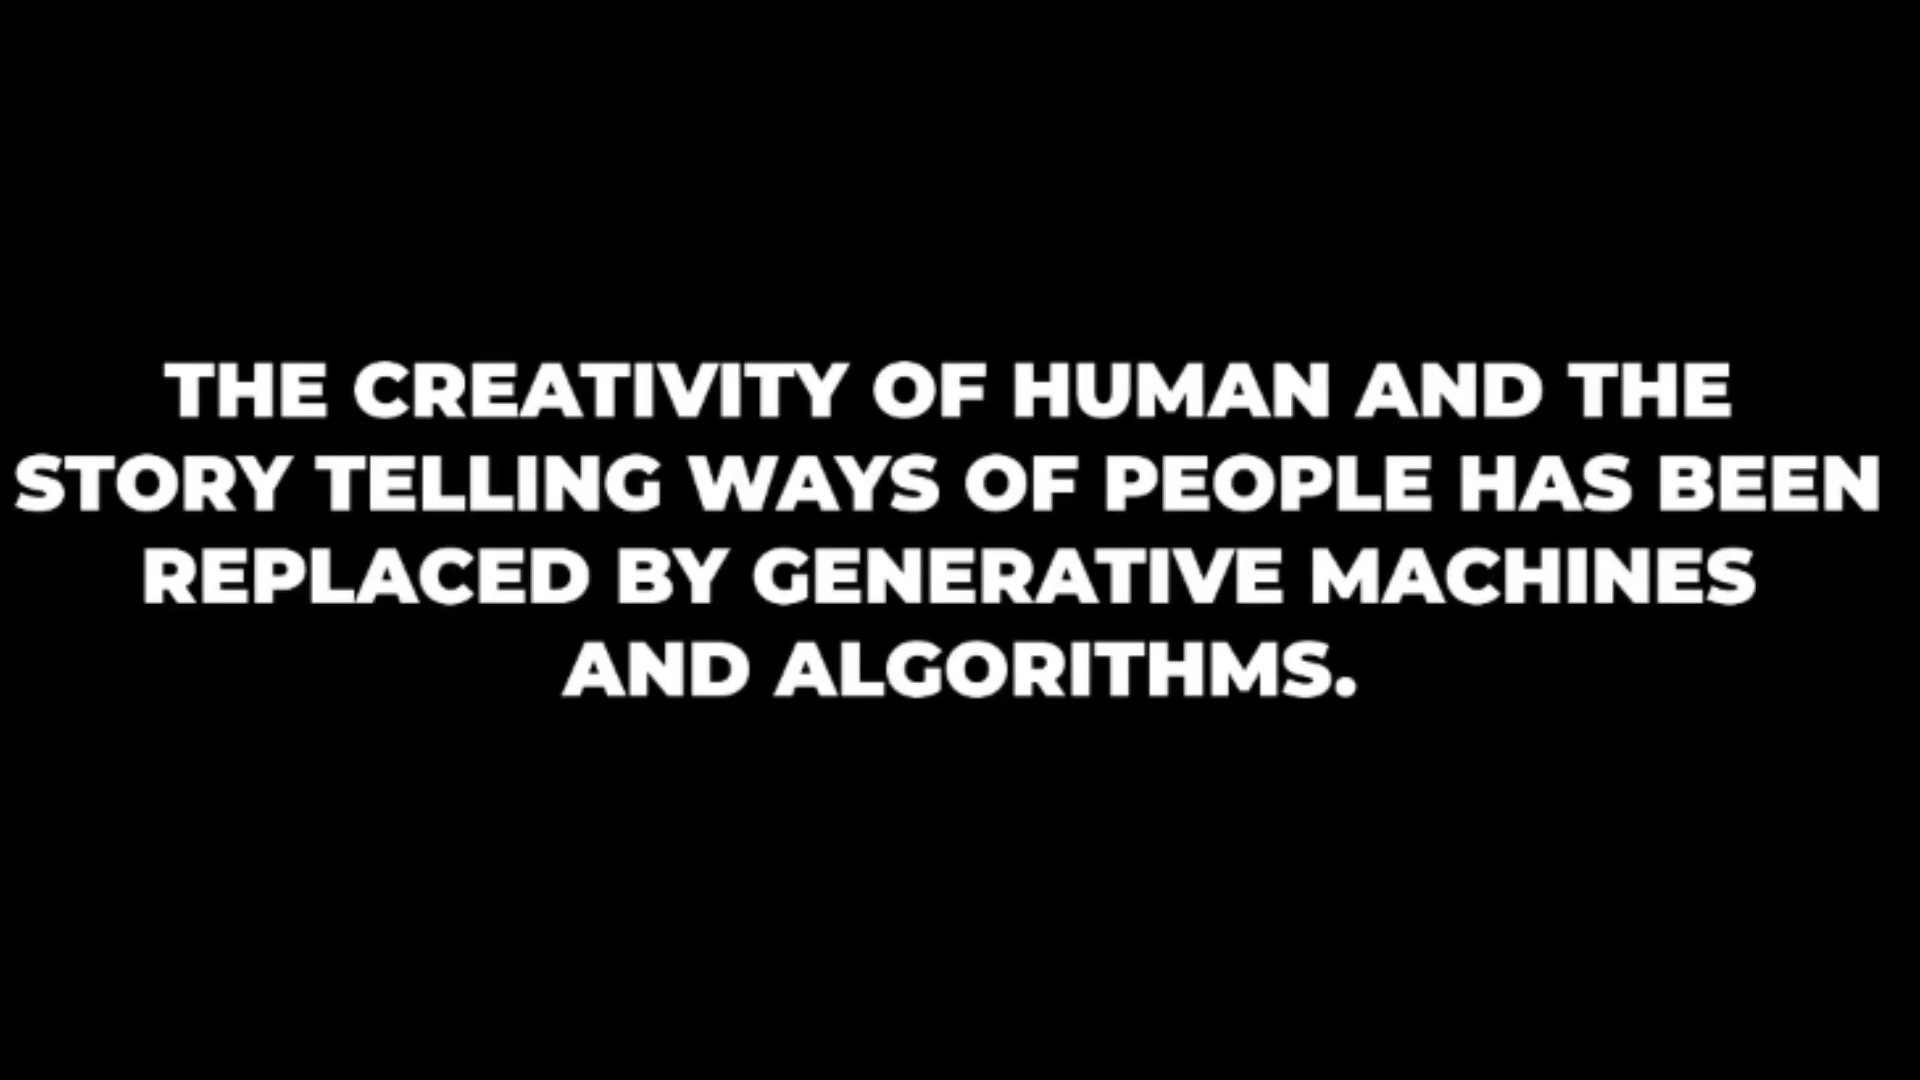 THE CREATIVITY OF HUMAN AND THE
STORY TELLING WAYS OF PEOPLE HAS BEEN
REPLACED BY GENERATIVE MACHINES
AND ALGORITHMS.